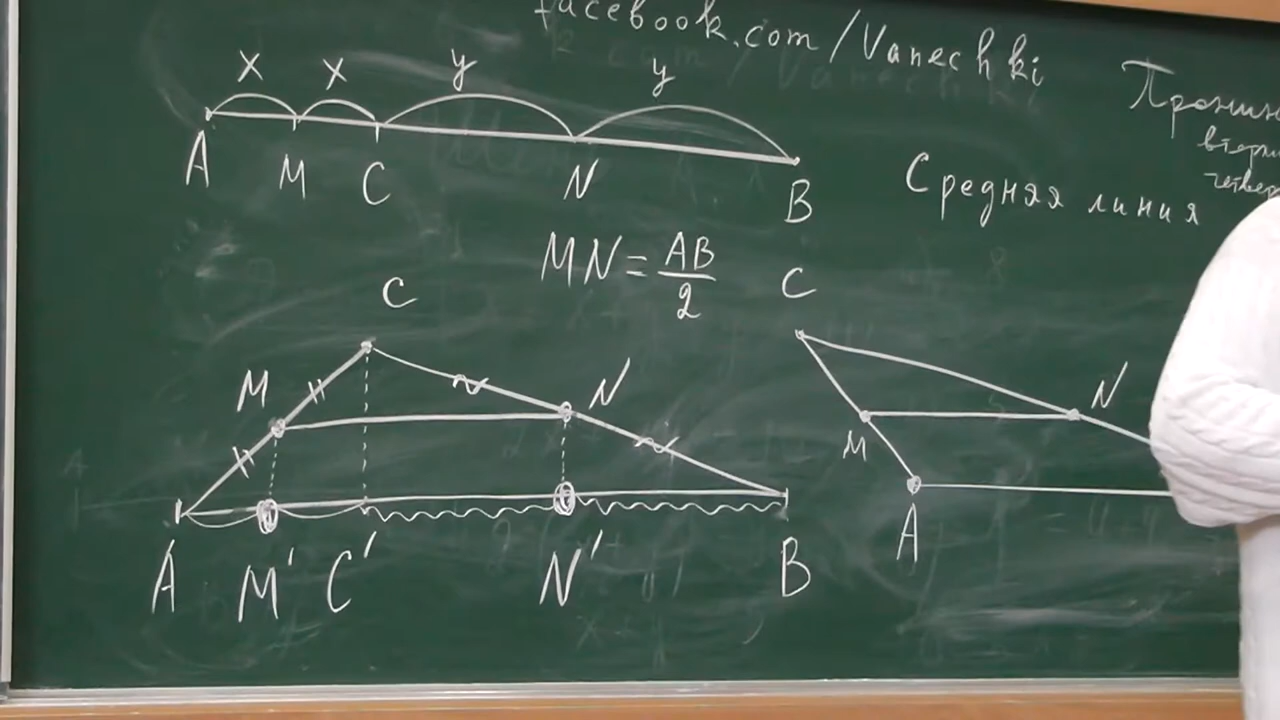 facebook.com/Vanechki
x x y y
A M C N B
Средняя линия
MN = AB/2
C
M N
A M' C' N' B
C
M N
A